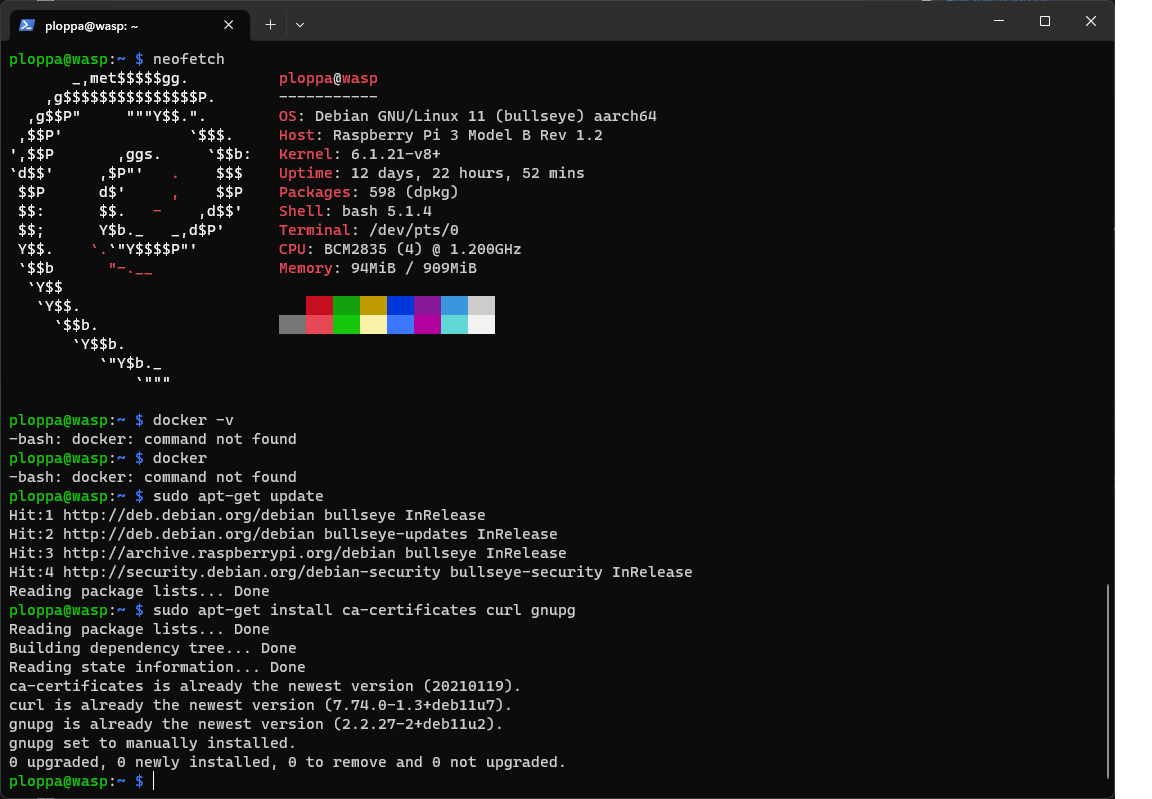 ploppa@wasp: ~
ploppa@wasp:~ $ neofetch
       _,met$$$$$gg.          ploppa@wasp
    ,g$$$$$$$$$$$$$$$P.       -----------
  ,g$$P"     """Y$$.".        OS: Debian GNU/Linux 11 (bullseye) aarch64
 ,$$P'              `$$$.     Host: Raspberry Pi 3 Model B Rev 1.2
',$$P       ,ggs.     `$$b:   Kernel: 6.1.21-v8+
`d$$'     ,$P"'   .    $$$    Uptime: 12 days, 22 hours, 52 mins
 $$P      d$'     ,    $$P    Packages: 598 (dpkg)
 $$:      $$.   -    ,d$$'    Shell: bash 5.1.4
 $$;      Y$b._   _,d$P'      Terminal: /dev/pts/0
 Y$$.    `.`"Y$$$$P"'         CPU: BCM2835 (4) @ 1.200GHz
 `$$b      "-.__              Memory: 94MiB / 909MiB
  `Y$$
   `Y$$.
     `$$b.
       `Y$$b.
          `"Y$b._
              `"""
ploppa@wasp:~ $ docker -v
-bash: docker: command not found
ploppa@wasp:~ $ docker
-bash: docker: command not found
ploppa@wasp:~ $ sudo apt-get update
Hit:1 http://deb.debian.org/debian bullseye InRelease
Hit:2 http://deb.debian.org/debian bullseye-updates InRelease
Hit:3 http://archive.raspberrypi.org/debian bullseye InRelease
Hit:4 http://security.debian.org/debian-security bullseye-security InRelease
Reading package lists... Done
ploppa@wasp:~ $ sudo apt-get install ca-certificates curl gnupg
Reading package lists... Done
Building dependency tree... Done
Reading state information... Done
ca-certificates is already the newest version (20210119).
curl is already the newest version (7.74.0-1.3+deb11u7).
gnupg is already the newest version (2.2.27-2+deb11u2).
gnupg set to manually installed.
0 upgraded, 0 newly installed, 0 to remove and 0 not upgraded.
ploppa@wasp:~ $